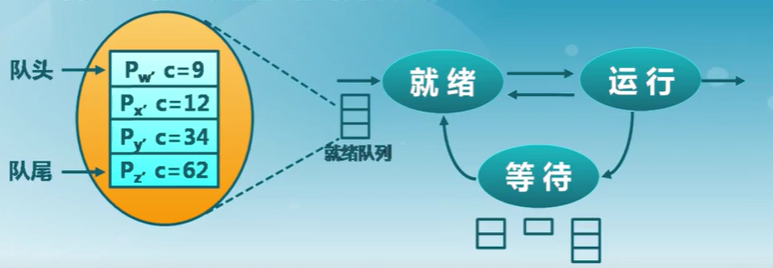 队头
P_w, c=9
P_x, c=12
P_y, c=34
队尾
P_z, c=62
就绪队列
就绪
运行
等待